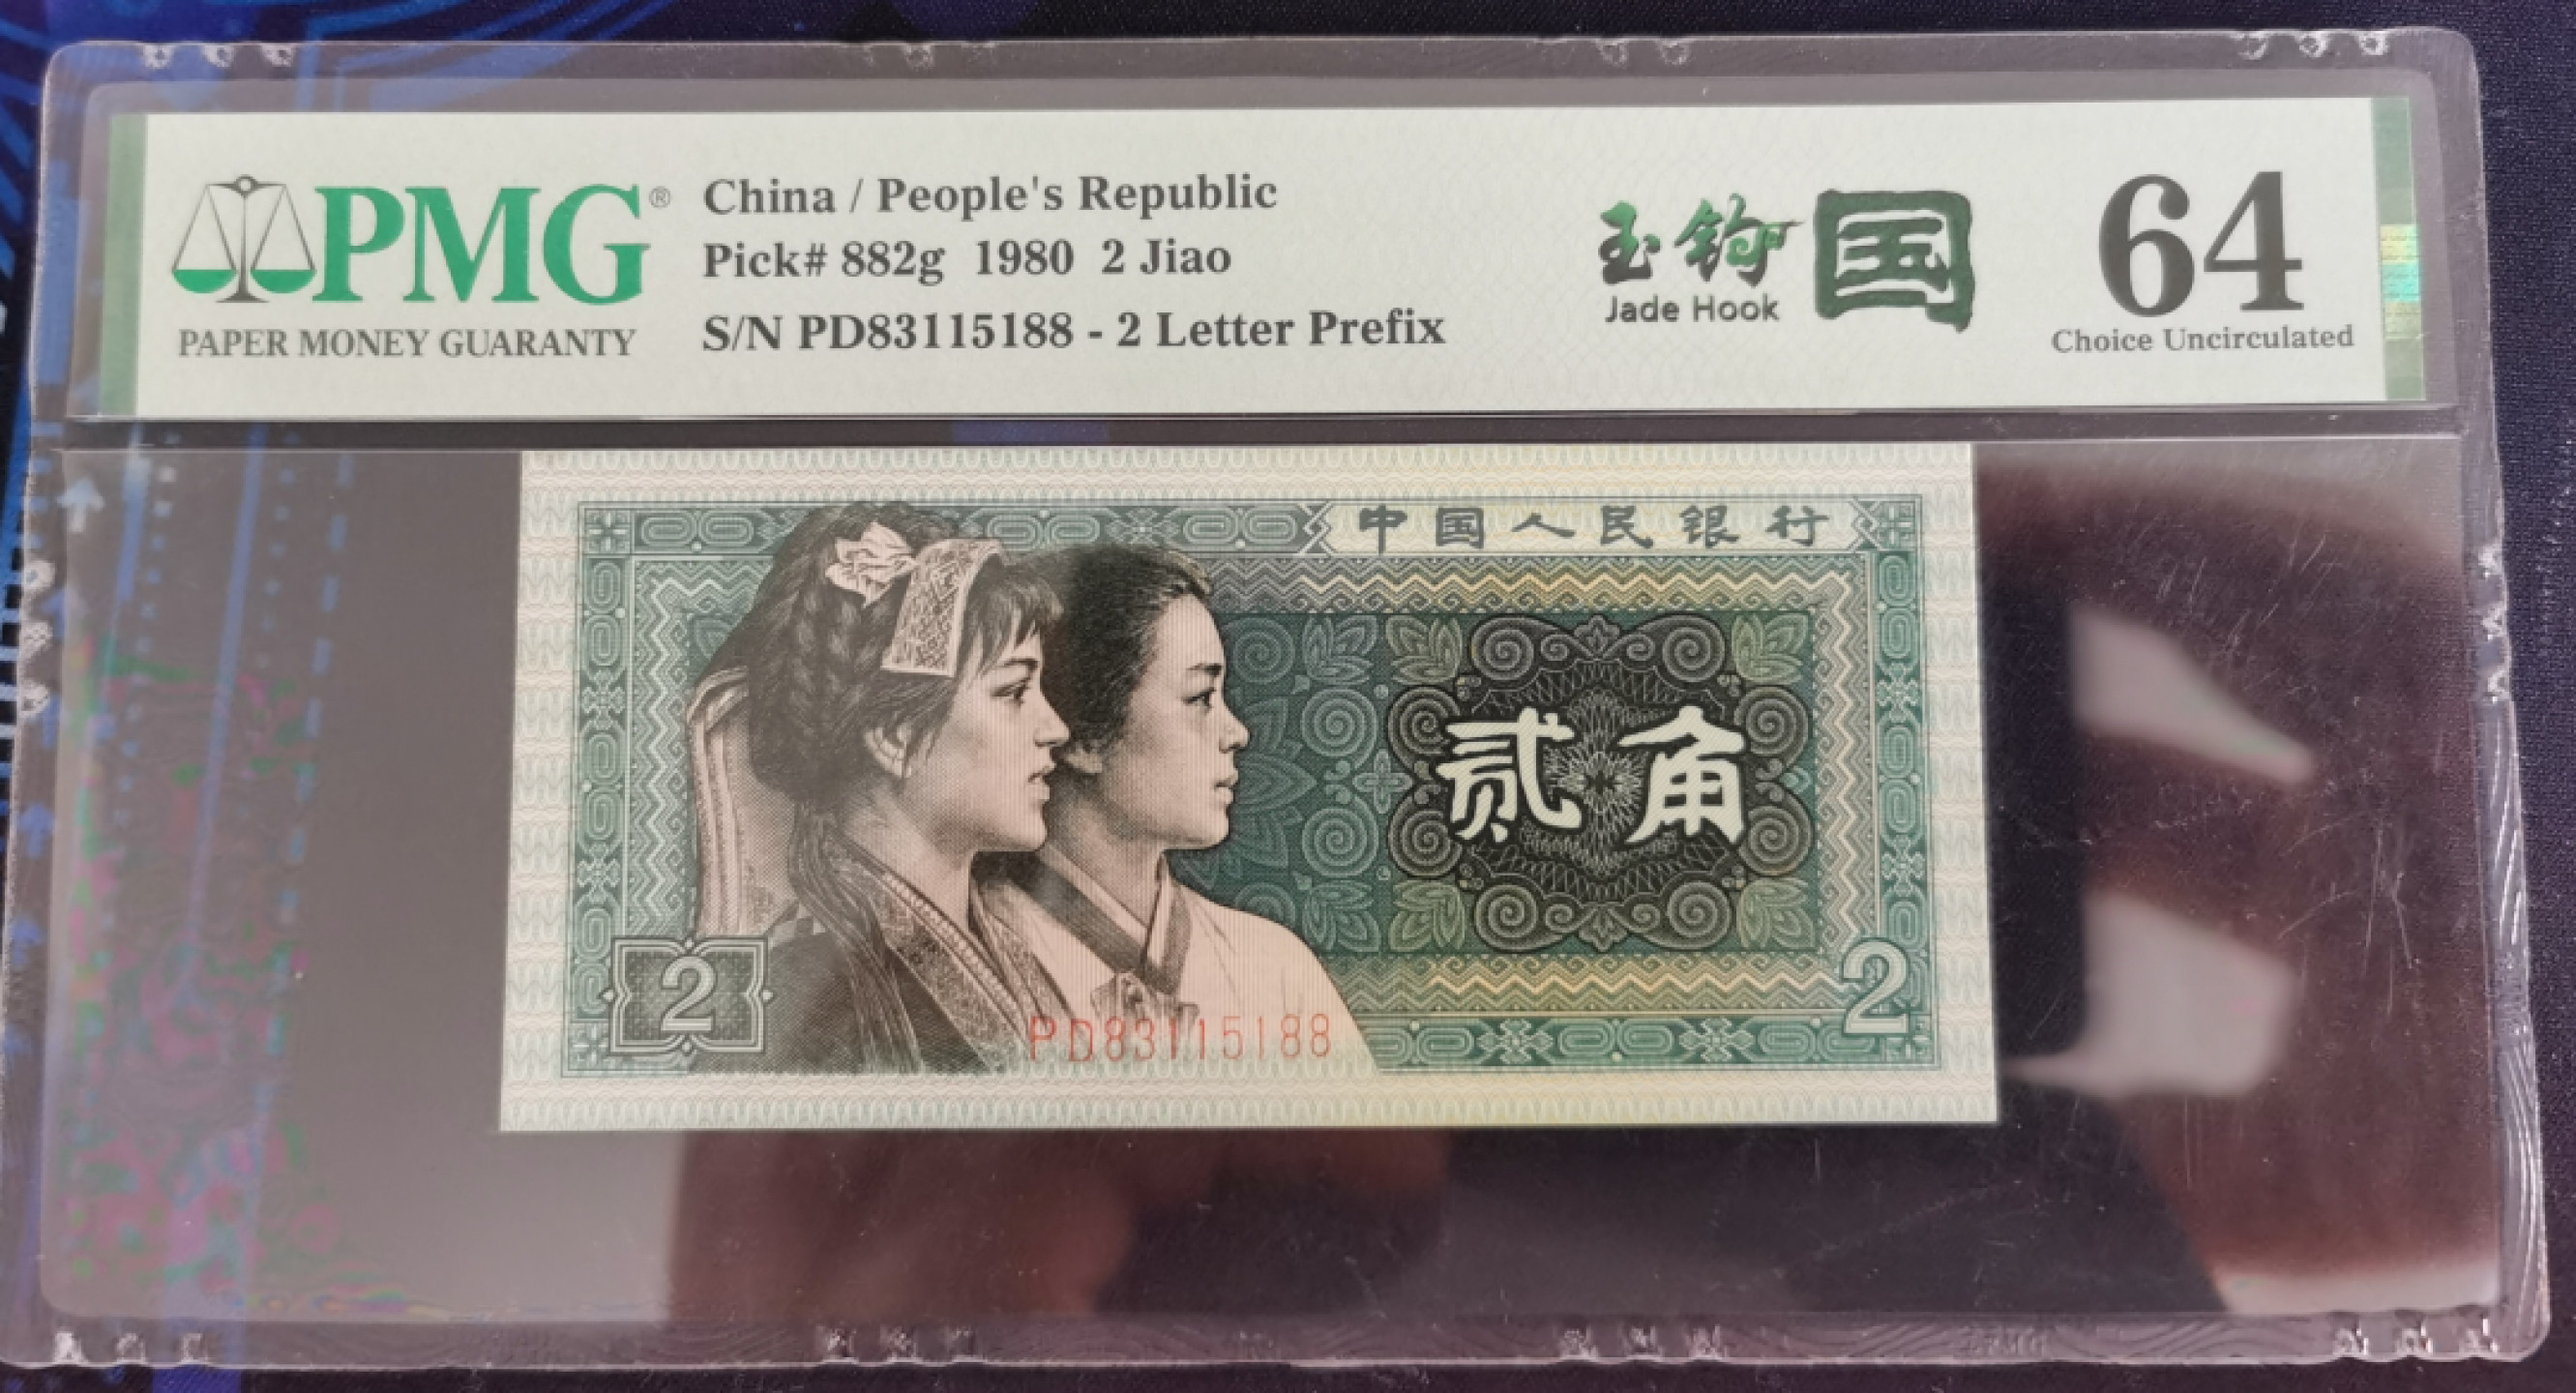 PMG®
PAPER MONEY GUARANTY
China / People's Republic
Pick# 882g 1980 2 Jiao
S/N PD83115188 - 2 Letter Prefix
玉钩
Jade Hook
国
64
Choice Uncirculated
中国人民银行
贰角
2
2
PD83115188